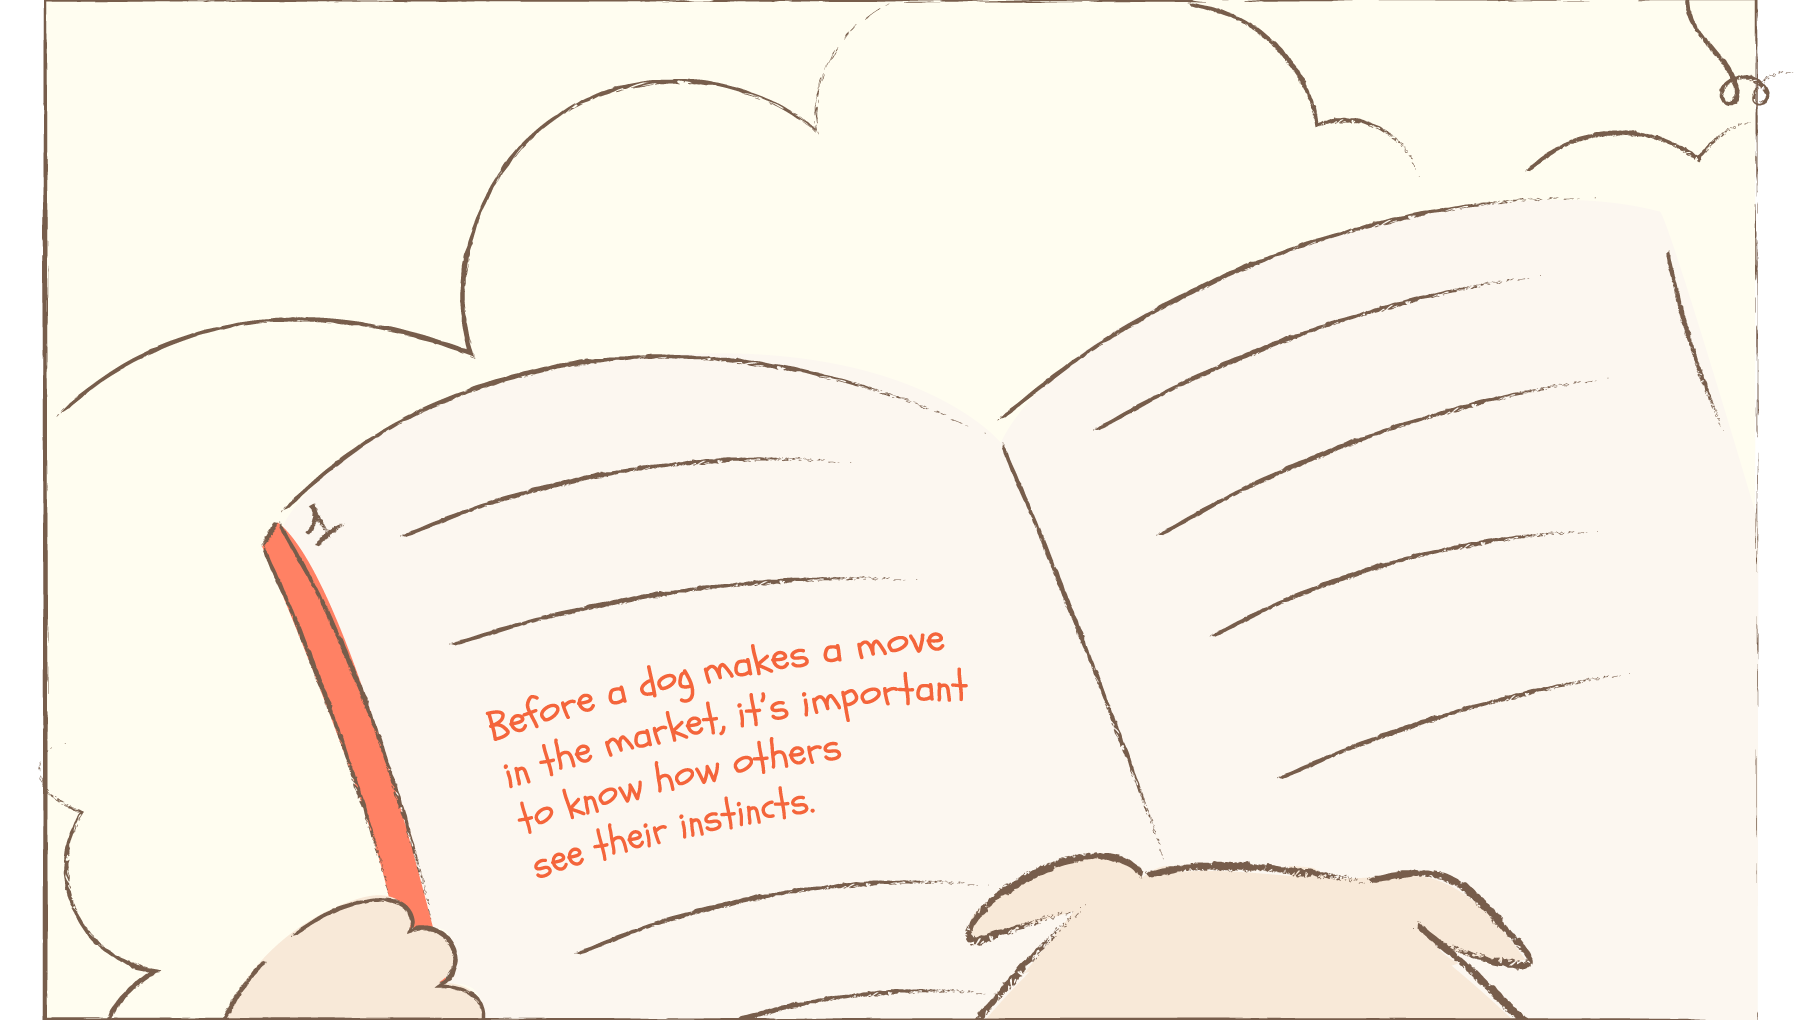 1
Before a dog makes a move
in the market, it's important
to know how others
see their instincts.